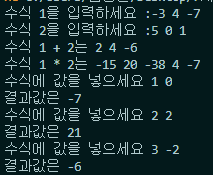 수식 1을 입력하세요 :-3 4 -7
수식 2을 입력하세요 :5 0 1
수식 1 + 2는 2 4 -6
수식 1 * 2는 -15 20 -38 4 -7
수식에 값을 넣으세요 1 0
결과값은 -7
수식에 값을 넣으세요 2 2
결과값은 21
수식에 값을 넣으세요 3 -2
결과값은 -6